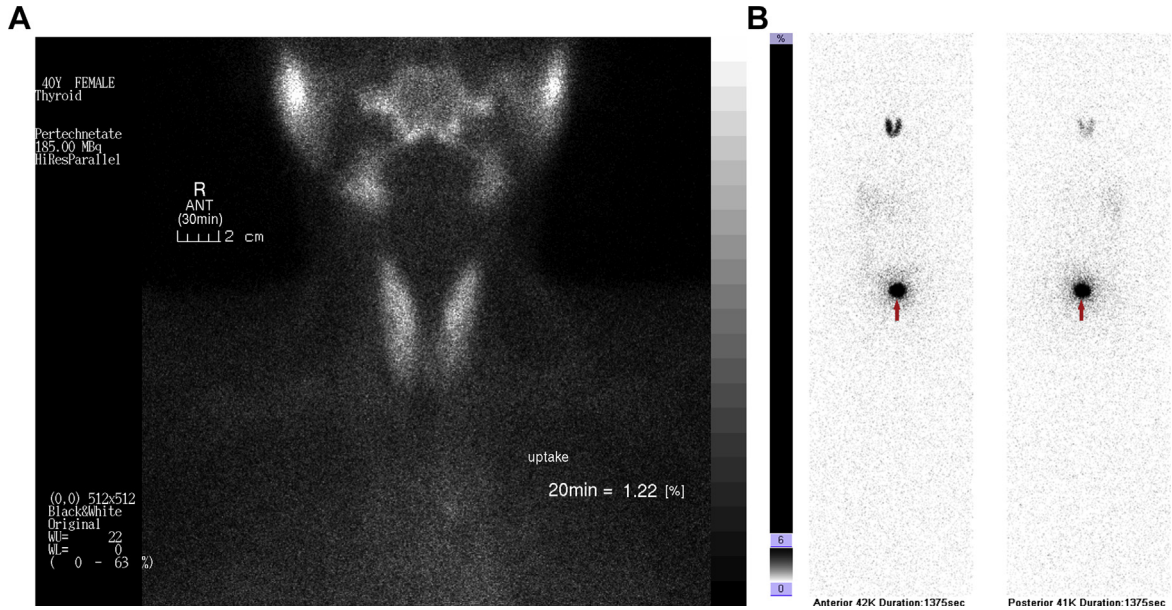 A
40Y FEMALE
Thyroid
Pertechnetate
185.00 MBq
HiResParallel
R
ANT
(30min)
2 cm
uptake
20min = 1.22 [%]
(0,0) 512x512
Black&White
Original
WU= 22
WL= 0
( 0 - 63 %)
B
%
6
0
Anterior 42K Duration:1375sec
Posterior 41K Duration:1375sec